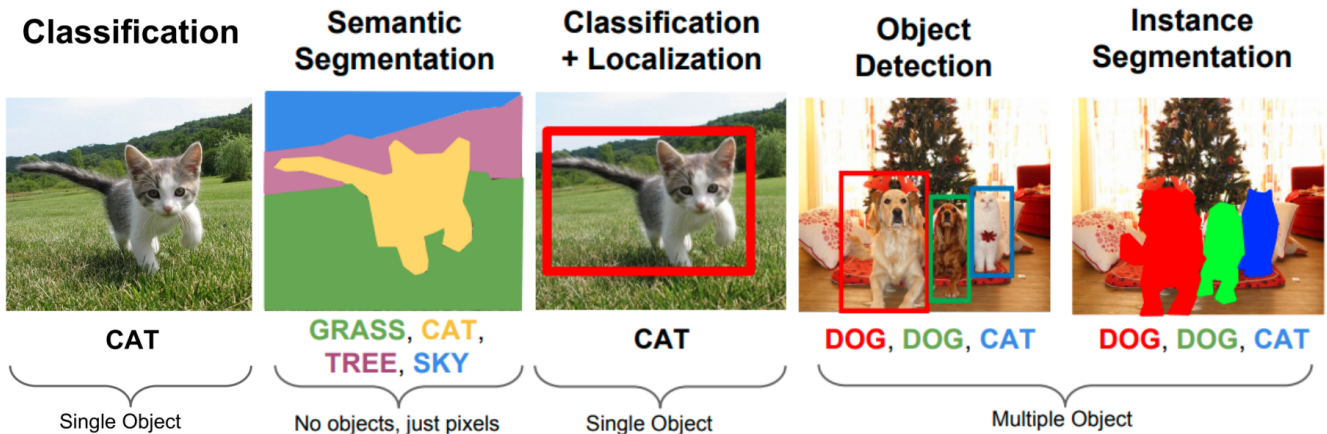 Classification
Semantic
Segmentation
Classification
+ Localization
Object
Detection
Instance
Segmentation
CAT
GRASS, CAT,
TREE, SKY
CAT
DOG, DOG, CAT
DOG, DOG, CAT
Single Object
No objects, just pixels
Single Object
Multiple Object